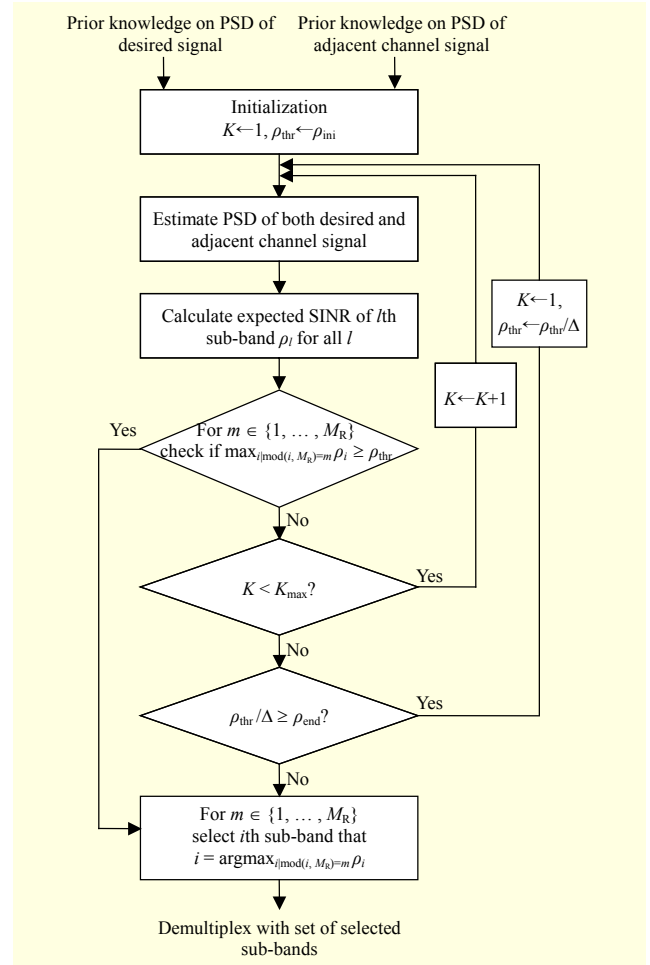 Prior knowledge on PSD of
desired signal
Prior knowledge on PSD of
adjacent channel signal
Initialization
K←1, ρthr←ρini
Estimate PSD of both desired and
adjacent channel signal
Calculate expected SINR of lth
sub-band ρl for all l
K←1,
ρthr←ρthr/Δ
K←K+1
Yes
For m ∈ {1, … , MR}
check if maxi|mod(i, MR)=m ρi ≥ ρthr
No
K < Kmax?
Yes
No
ρthr /Δ ≥ ρend?
Yes
No
For m ∈ {1, … , MR}
select ith sub-band that
i = argmaxi|mod(i, MR)=m ρi
Demultiplex with set of selected
sub-bands